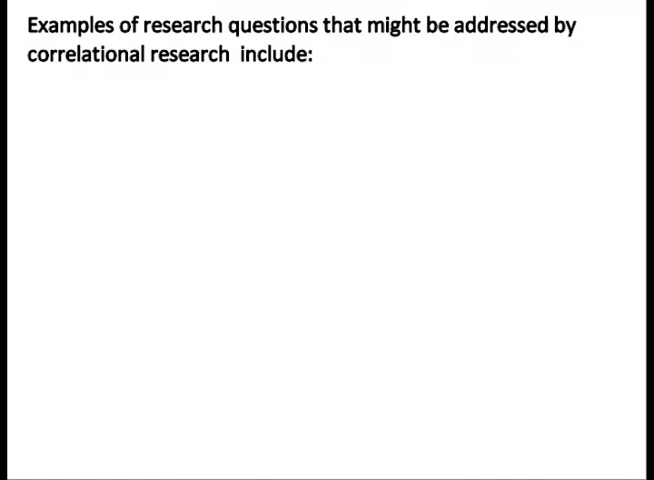 Examples of research questions that might be addressed by
correlational research  include: